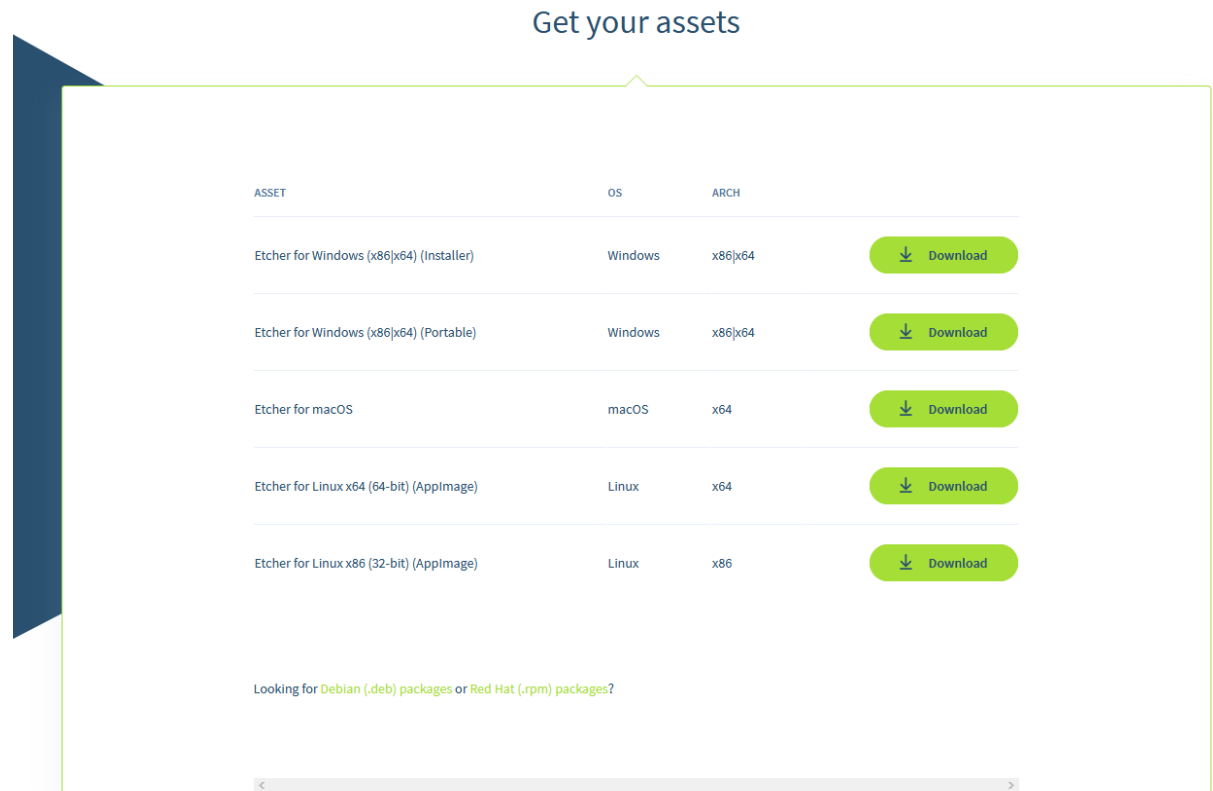 Get your assets
ASSET OS ARCH
Etcher for Windows (x86|x64) (Installer) Windows x86|x64 Download
Etcher for Windows (x86|x64) (Portable) Windows x86|x64 Download
Etcher for macOS macOS x64 Download
Etcher for Linux x64 (64-bit) (AppImage) Linux x64 Download
Etcher for Linux x86 (32-bit) (AppImage) Linux x86 Download
Looking for Debian (.deb) packages or Red Hat (.rpm) packages?